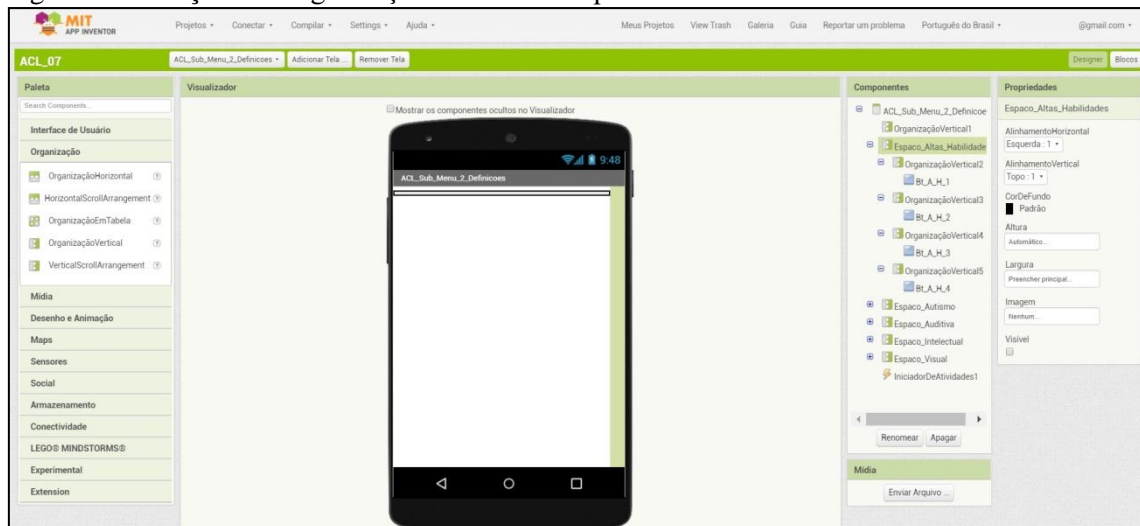 MIT
APP INVENTOR
Projetos
Conectar
Compilar
Settings
Ajuda
Meus Projetos
View Trash
Galeria
Guia
Reportar um problema
Português do Brasil
@gmail.com
ACL_07
ACL_Sub_Menu_2_Definicoes
Adicionar Tela ...
Remover Tela
Designer
Blocos
Paleta
Search Components...
Interface de Usuário
Organização
OrganizaçãoHorizontal
HorizontalScrollArrangement
OrganizaçãoEmTabela
OrganizaçãoVertical
VerticalScrollArrangement
Mídia
Desenho e Animação
Maps
Sensores
Social
Armazenamento
Conectividade
LEGO® MINDSTORMS®
Experimental
Extension
Visualizador
Mostrar os componentes ocultos no Visualizador
9:48
ACL_Sub_Menu_2_Definicoes
Componentes
ACL_Sub_Menu_2_Definicoe
OrganizaçãoVertical1
Espaco_Altas_Habilidade
OrganizaçãoVertical2
Bt_A_H_1
OrganizaçãoVertical3
Bt_A_H_2
OrganizaçãoVertical4
Bt_A_H_3
OrganizaçãoVertical5
Bt_A_H_4
Espaco_Autismo
Espaco_Auditiva
Espaco_Intelectual
Espaco_Visual
IniciadorDeAtividades1
Renomear
Apagar
Mídia
Enviar Arquivo ...
Propriedades
Espaco_Altas_Habilidades
AlinhamentoHorizontal
Esquerda : 1
AlinhamentoVertical
Topo : 1
CorDeFundo
Padrão
Altura
Automático...
Largura
Preencher principal...
Imagem
Nenhum...
Visível